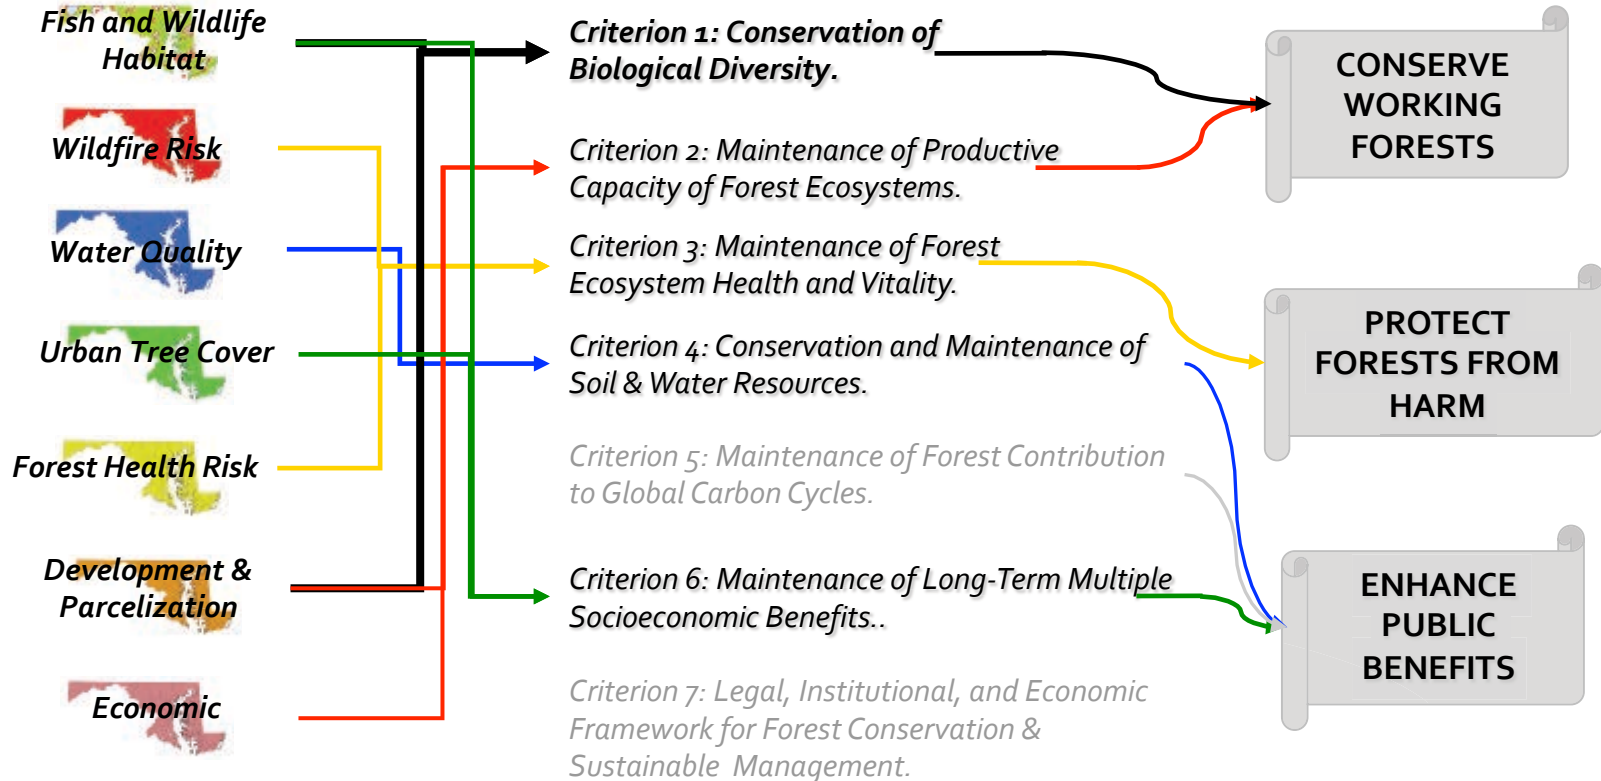 Fish and Wildlife
Habitat
Wildfire Risk
Water Quality
Urban Tree Cover
Forest Health Risk
Development &
Parcelization
Economic
Criterion 1: Conservation of
Biological Diversity.
Criterion 2: Maintenance of Productive
Capacity of Forest Ecosystems.
Criterion 3: Maintenance of Forest
Ecosystem Health and Vitality.
Criterion 4: Conservation and Maintenance of
Soil & Water Resources.
Criterion 5: Maintenance of Forest Contribution
to Global Carbon Cycles.
Criterion 6: Maintenance of Long-Term Multiple
Socioeconomic Benefits..
Criterion 7: Legal, Institutional, and Economic
Framework for Forest Conservation &
Sustainable Management.
CONSERVE
WORKING
FORESTS
PROTECT
FORESTS FROM
HARM
ENHANCE
PUBLIC
BENEFITS